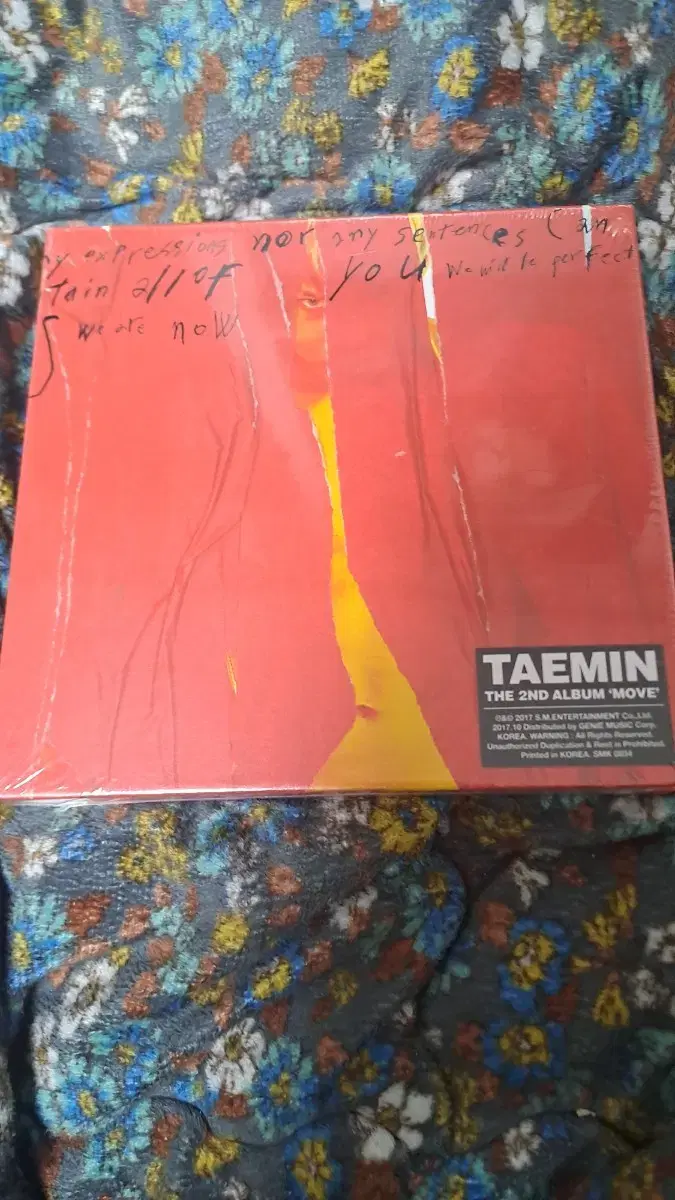 y expressions nor any sentences Can
tain all OF you we will be perfect
S we are now
TAEMIN
THE 2ND ALBUM 'MOVE'
℗&© 2017 S.M.ENTERTAINMENT Co.,Ltd.
2017.10 Distributed by GENIE MUSIC Corp.
KOREA. WARNING : All Rights Reserved.
Unauthorized Duplication & Rent is Prohibited.
Printed in KOREA. SMK 0834